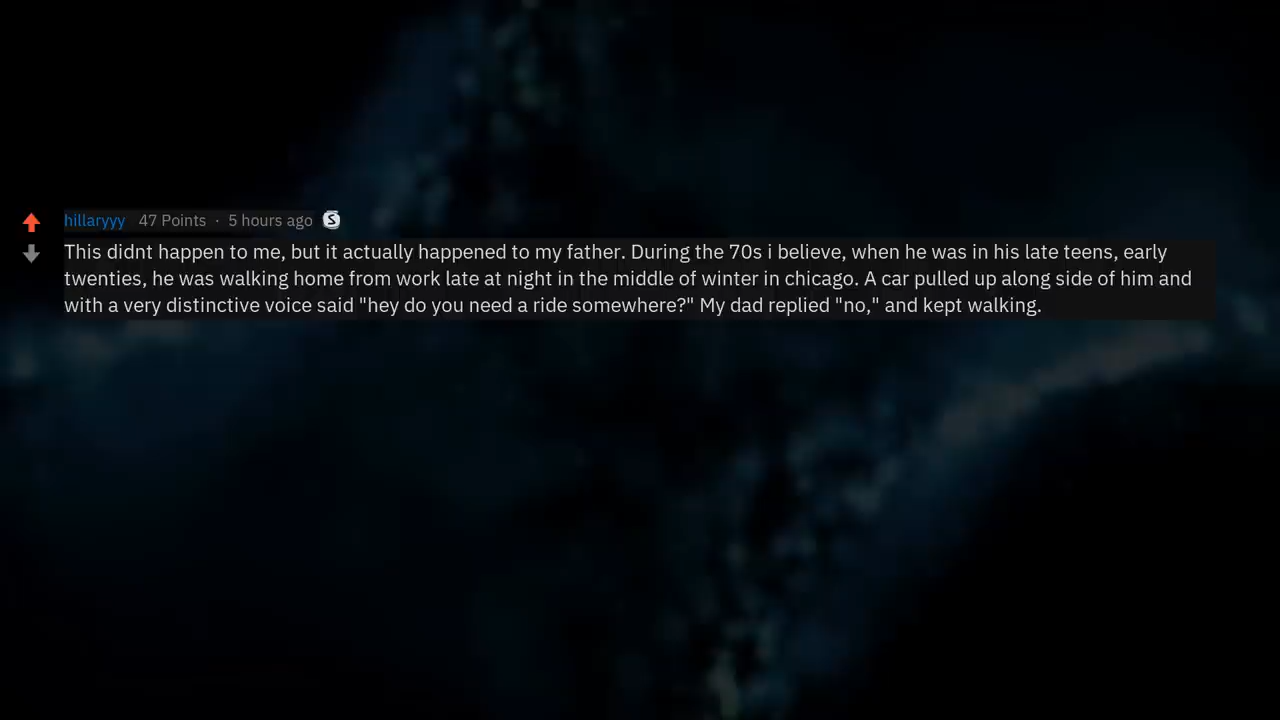 hillaryyy 47 Points · 5 hours ago
This didnt happen to me, but it actually happened to my father. During the 70s i believe, when he was in his late teens, early
twenties, he was walking home from work late at night in the middle of winter in chicago. A car pulled up along side of him and
with a very distinctive voice said "hey do you need a ride somewhere?" My dad replied "no," and kept walking.